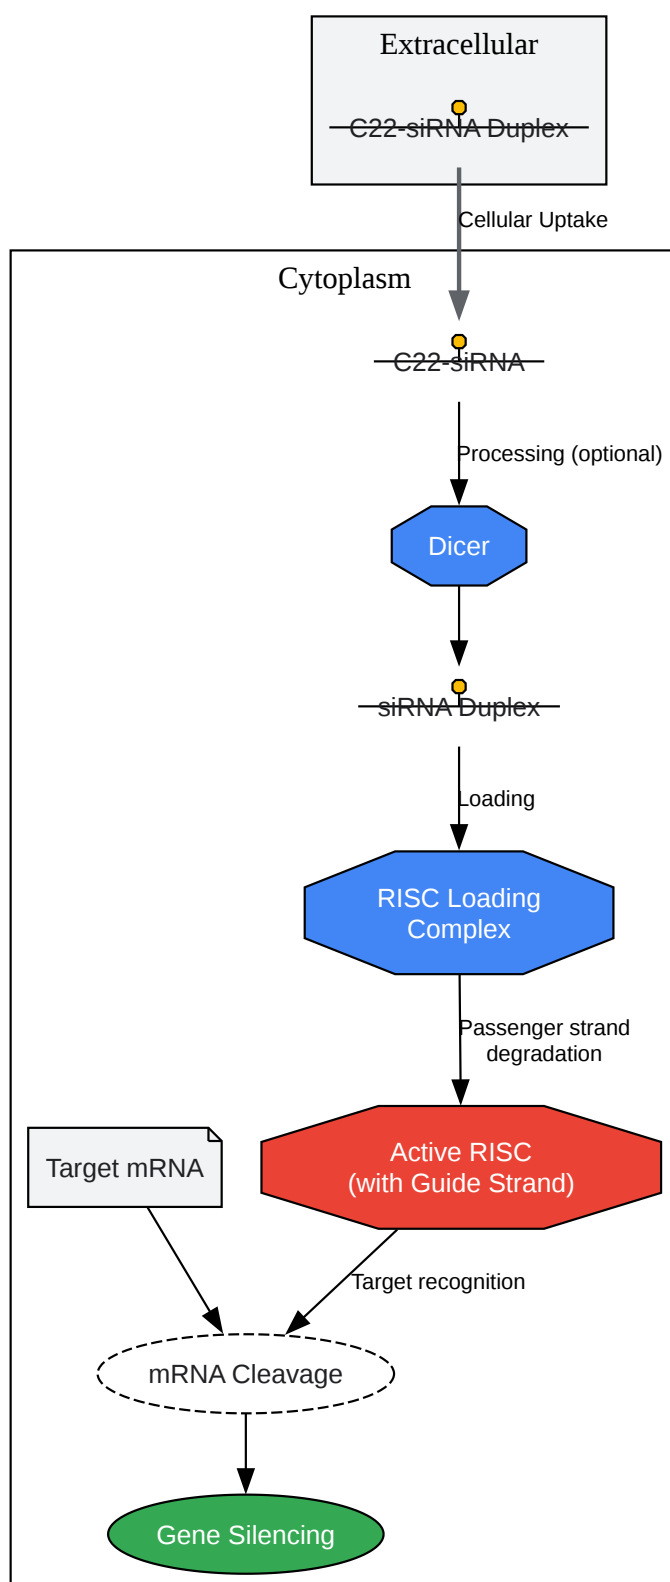 Extracellular
C22-siRNA Duplex
Cellular Uptake
Cytoplasm
C22-siRNA
Processing (optional)
Dicer
siRNA Duplex
Loading
RISC Loading
Complex
Passenger strand
degradation
Active RISC
(with Guide Strand)
Target mRNA
Target recognition
mRNA Cleavage
Gene Silencing